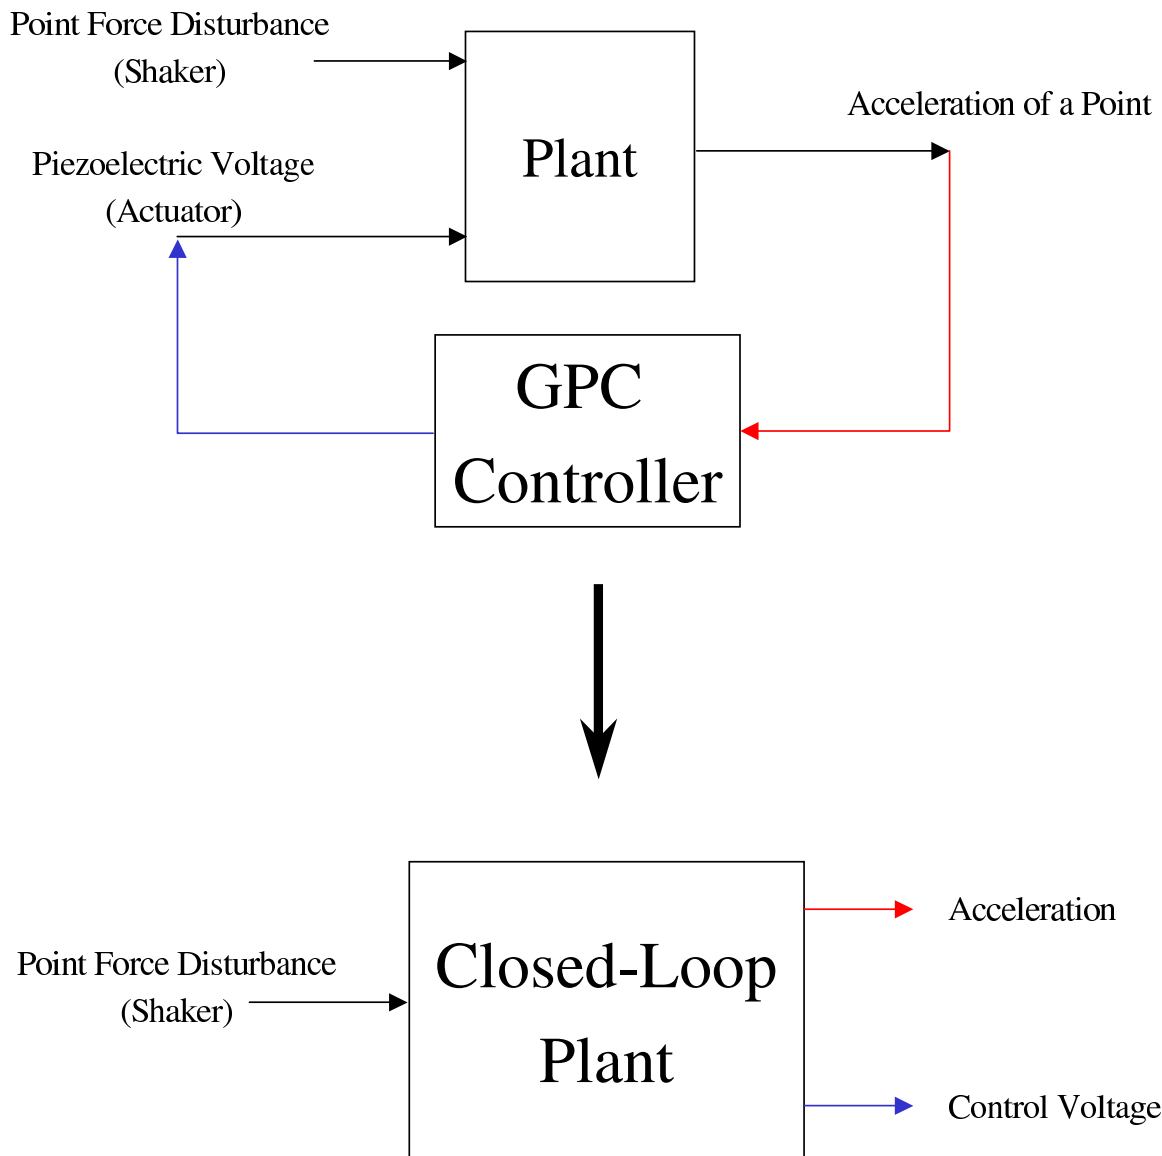 Point Force Disturbance
(Shaker)
Plant
Acceleration of a Point
Piezoelectric Voltage
(Actuator)
GPC
Controller
Closed-Loop
Plant
Point Force Disturbance
(Shaker)
Acceleration
Control Voltage